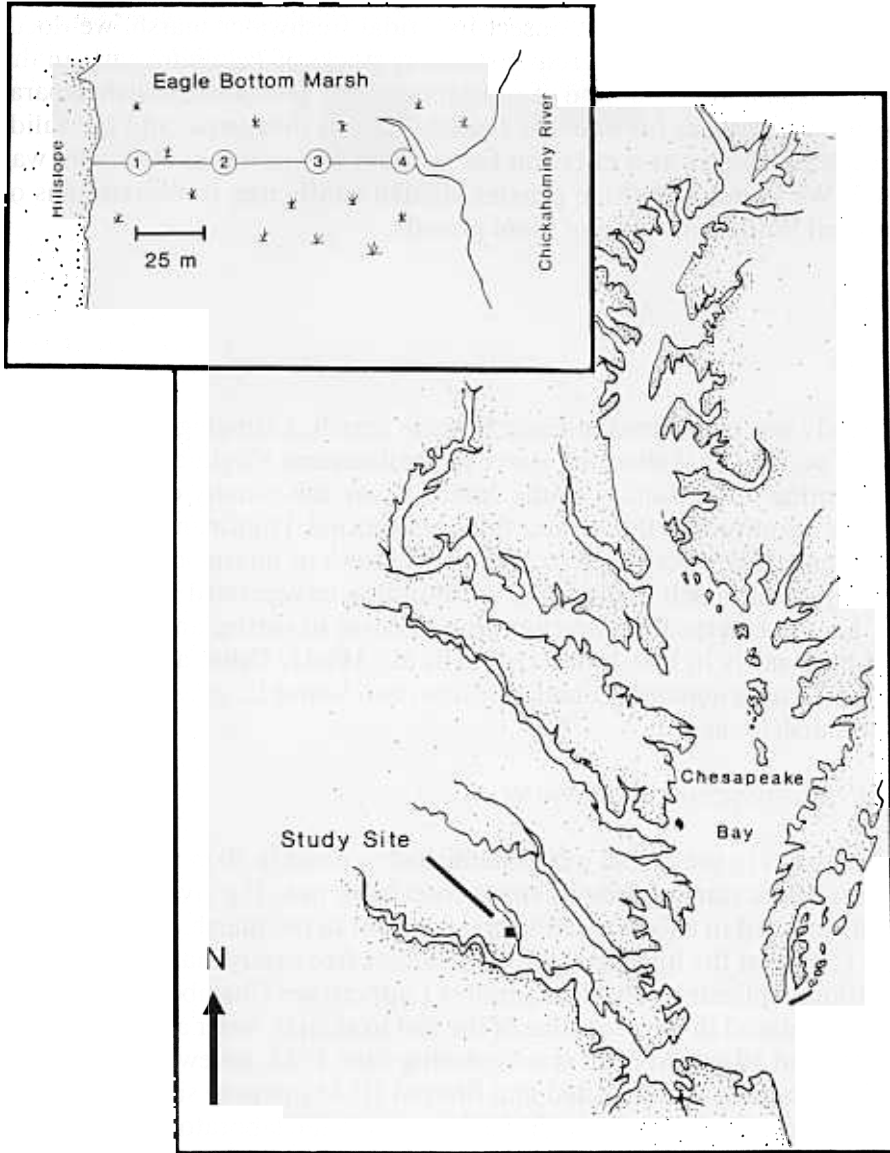 Eagle Bottom Marsh
Hillslope
1 2 3 4
25 m
Chickahominy River
Chesapeake
Bay
Study Site
N